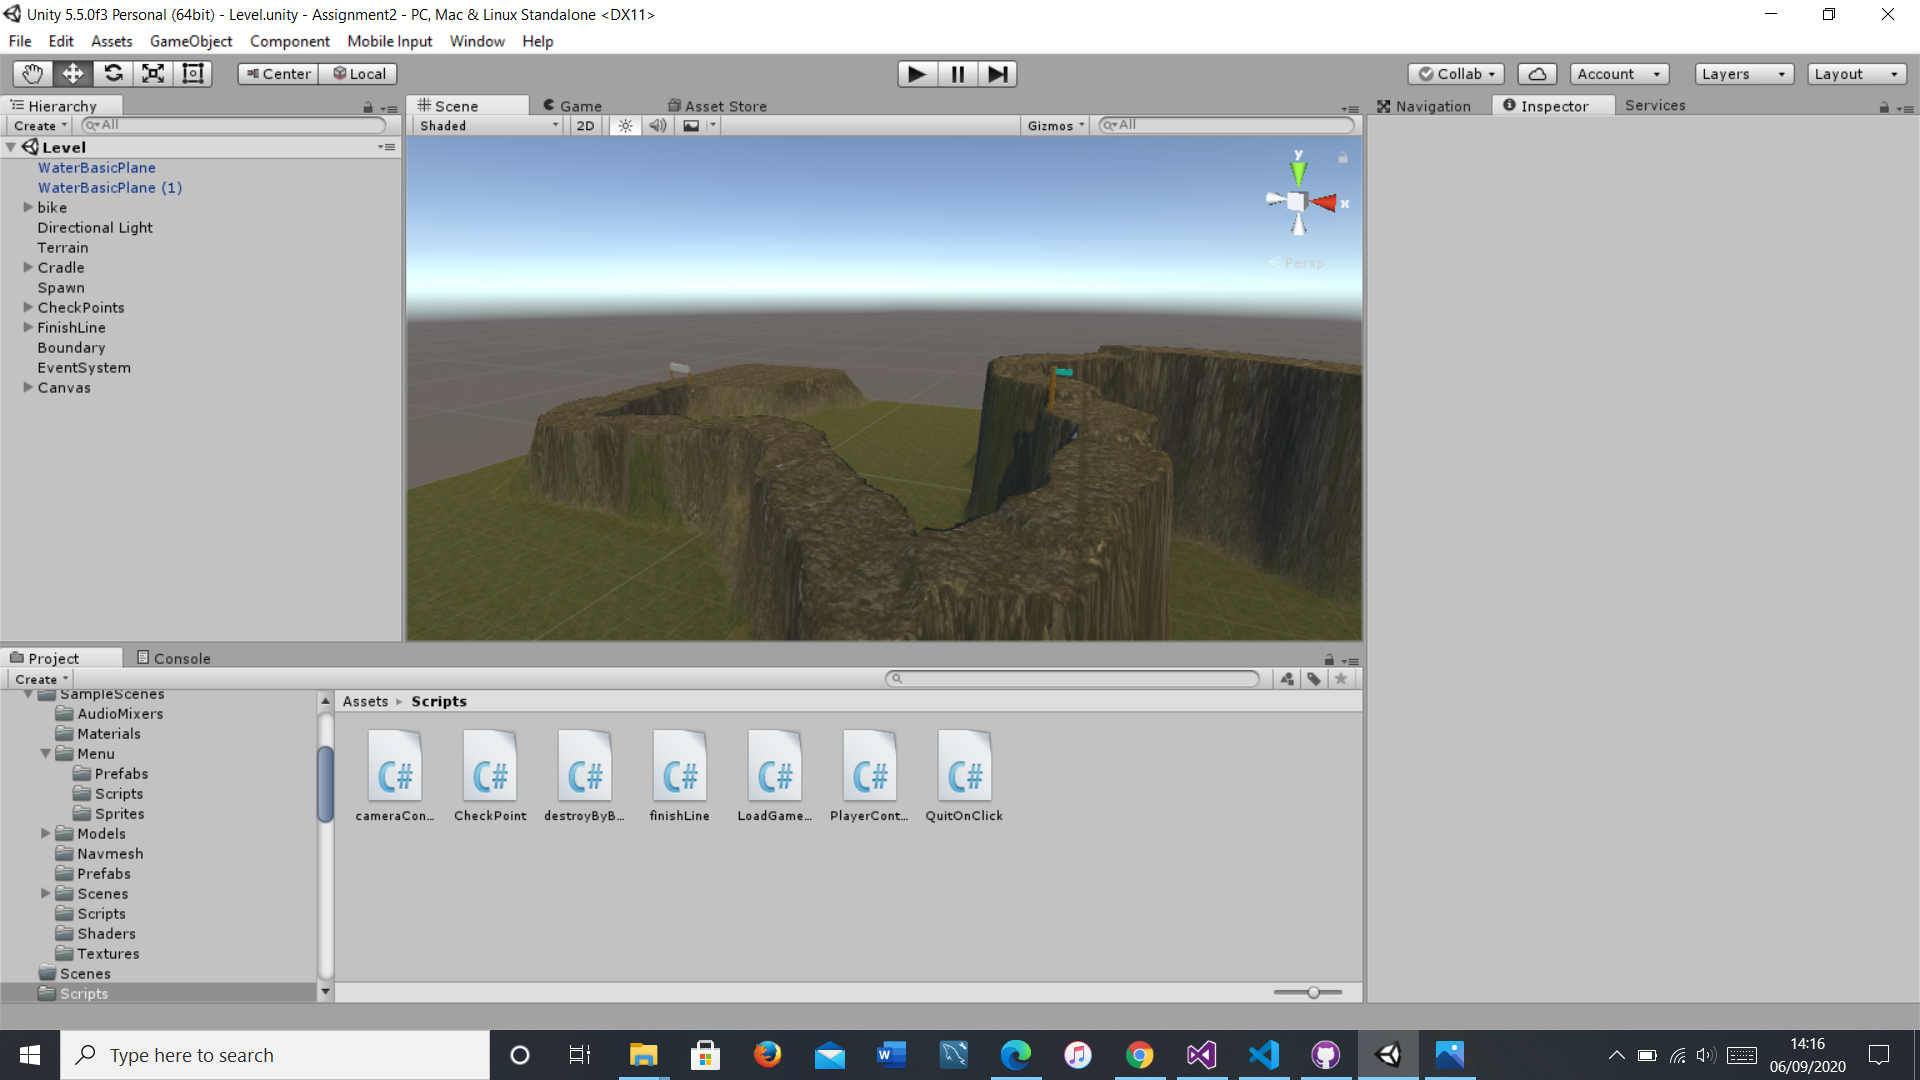 Unity 5.5.0f3 Personal (64bit) - Level.unity - Assignment2 - PC, Mac & Linux Standalone <DX11>
File Edit Assets GameObject Component Mobile Input Window Help
Center Local Collab Account Layers Layout
Hierarchy
Create All
Level
WaterBasicPlane
WaterBasicPlane (1)
bike
Directional Light
Terrain
Cradle
Spawn
CheckPoints
FinishLine
Boundary
EventSystem
Canvas
Scene Game Asset Store
Shaded 2D Gizmos All
y
x
Persp
Navigation Inspector Services
Project Console
Create
SampleScenes
AudioMixers
Materials
Menu
Prefabs
Scripts
Sprites
Models
Navmesh
Prefabs
Scenes
Scripts
Shaders
Textures
Scenes
Scripts
Assets Scripts
C# C# C# C# C# C# C#
cameraCon... CheckPoint destroyByB... finishLine LoadGame... PlayerCont... QuitOnClick
Type here to search
14:16
06/09/2020